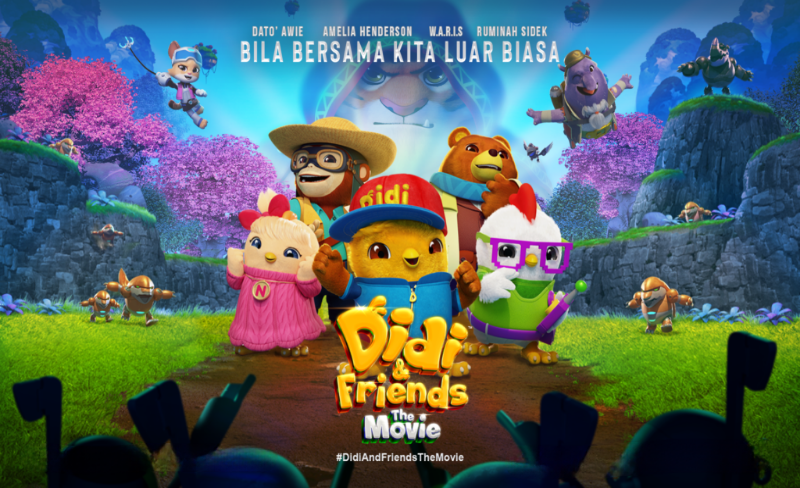 DATO' AWIE AMELIA HENDERSON W.A.R.I.S RUMINAH SIDEK
BILA BERSAMA KITA LUAR BIASA
Didi
N
Didi
&
Friends
The
Movie
#DidiAndFriendsTheMovie